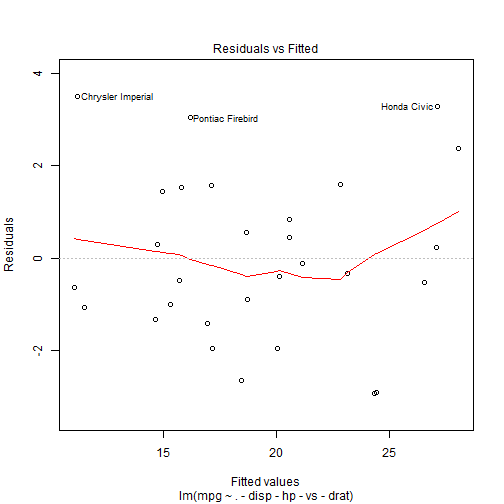 Residuals vs Fitted
4
Chrysler Imperial
Honda Civic
Pontiac Firebird
2
Residuals
0
-2
15 20 25
Fitted values
lm(mpg ~ . - disp - hp - vs - drat)